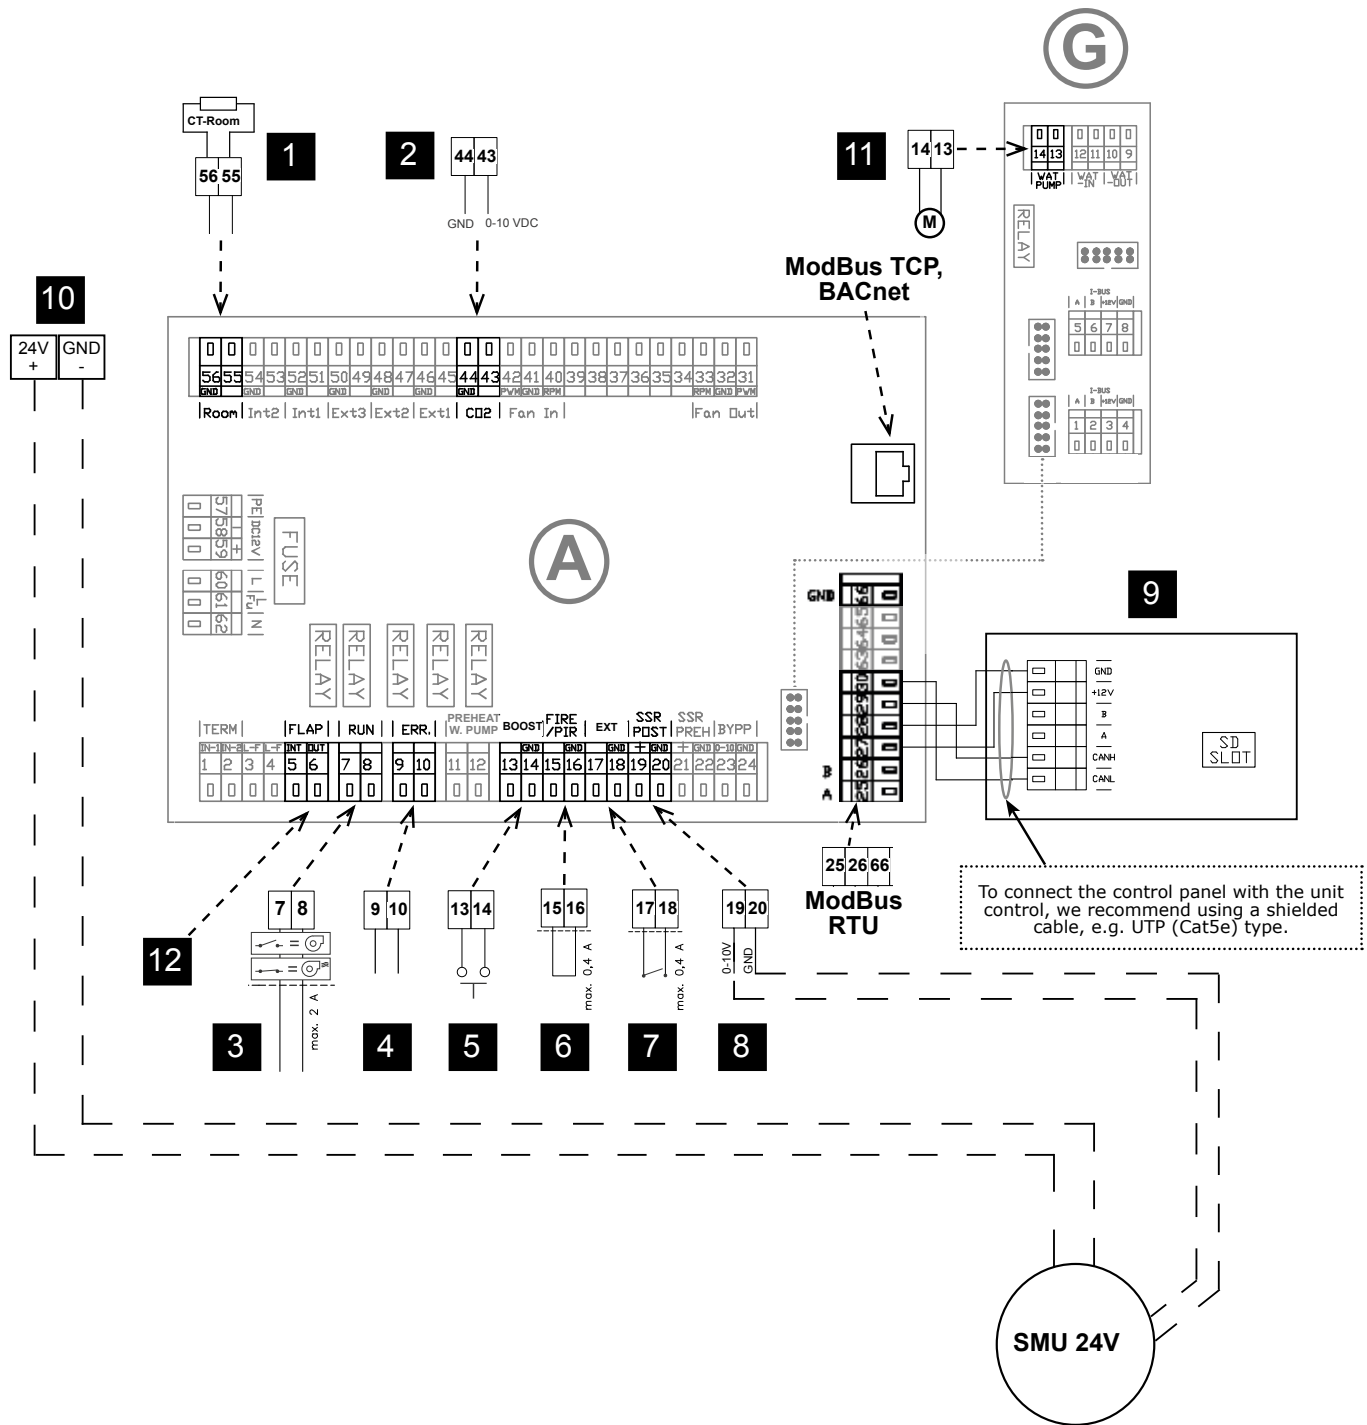 G
CT-Room
1
56 55
2
44 43
GND 0-10 VDC
11
14 13
M
14 13 12 11 10 9
WAT PUMP
WAT -IN
WAT -OUT
RELAY
I-BUS
A B +12V GND
5 6 7 8
I-BUS
A B +12V GND
1 2 3 4
ModBus TCP,
BACnet
10
24V +
GND -
56 55 54 53 52 51 50 49 48 47 46 45 44 43 42 41 40 39 38 37 36 35 34 33 32 31
GND GND GND GND GND GND GND PWM GND RPM RPM GND PWM
Room Int2 Int1 Ext3 Ext2 Ext1 CO2 Fan In Fan Out
57 58 59
PE DC12V - +
60 61 62
L L Fu N
FUSE
A
RELAY RELAY RELAY RELAY RELAY
TERM FLAP RUN ERR. PREHEAT W. PUMP BOOST FIRE /PIR EXT SSR POST SSR PREH BYPP
IN-1 IN-2 L-F L-F INT OUT GND GND GND + GND + GND 0-10 GND
1 2 3 4 5 6 7 8 9 10 11 12 13 14 15 16 17 18 19 20 21 22 23 24
GND 66
65
64
63
30
29
28
27
B 26
A 25
9
GND
+12V
B
A
CANH
CANL
SD
SLOT
To connect the control panel with the unit
control, we recommend using a shielded
cable, e.g. UTP (Cat5e) type.
25 26 66
ModBus
RTU
12
7 8
=
=
max. 2 A
3
9 10
4
13 14
5
15 16
max. 0,4 A
6
17 18
max. 0,4 A
7
19 20
0-10V
GND
8
SMU 24V